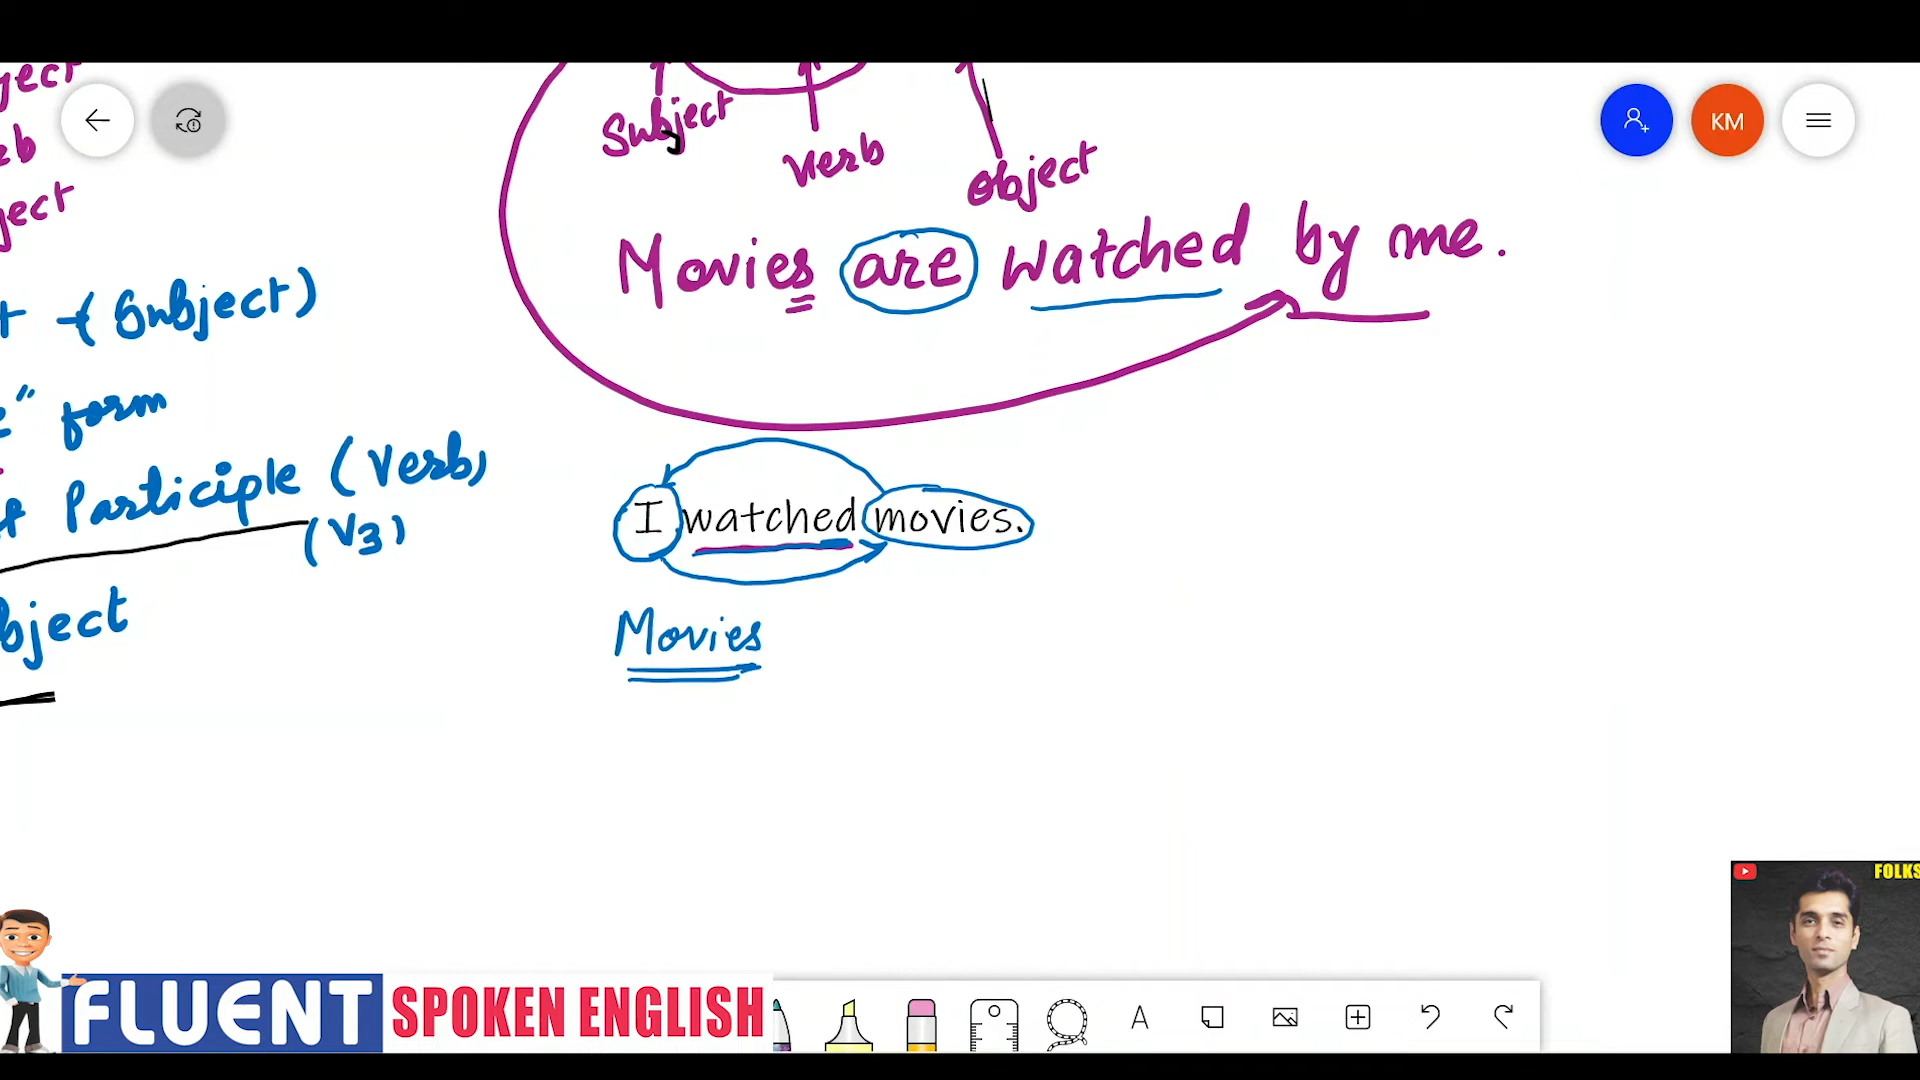 Subject
Verb
Object
KM
Movies are watched by me.
(Subject)
form
Participle (Verb)
(V3)
I watched movies.
Movies
FOLKS
FLUENT SPOKEN ENGLISH
A